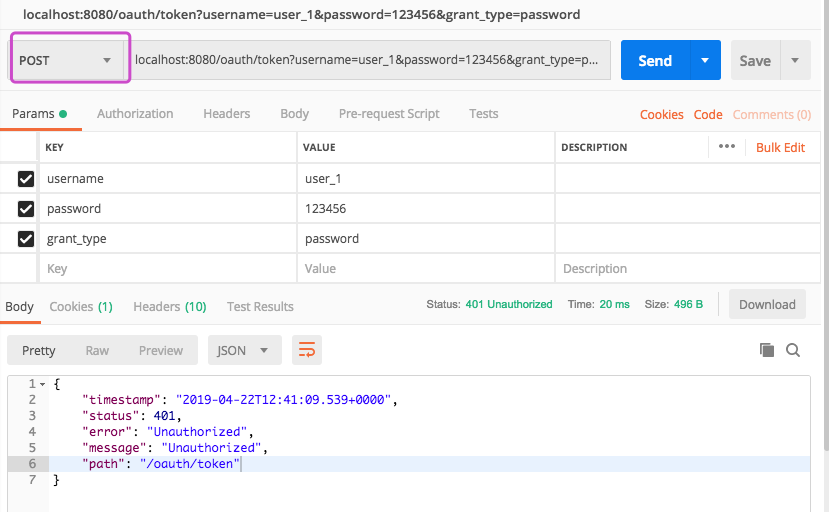 localhost:8080/oauth/token?username=user_1&password=123456&grant_type=password
POST localhost:8080/oauth/token?username=user_1&password=123456&grant_type=p... Send Save
Params Authorization Headers Body Pre-request Script Tests Cookies Code Comments (0)
KEY VALUE DESCRIPTION ••• Bulk Edit
username user_1
password 123456
grant_type password
Key Value Description
Body Cookies (1) Headers (10) Test Results Status: 401 Unauthorized Time: 20 ms Size: 496 B Download
Pretty Raw Preview JSON
1 {
2 "timestamp": "2019-04-22T12:41:09.539+0000",
3 "status": 401,
4 "error": "Unauthorized",
5 "message": "Unauthorized",
6 "path": "/oauth/token"
7 }